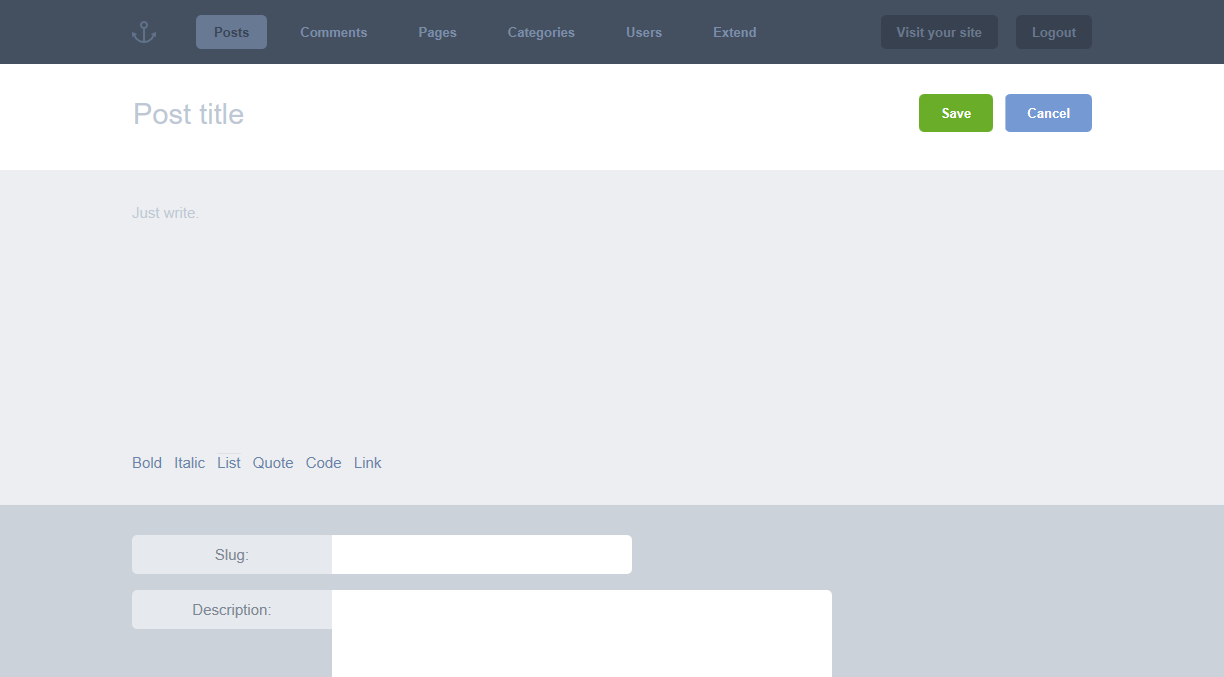 Posts Comments Pages Categories Users Extend Visit your site Logout
Post title Save Cancel
Just write.
Bold Italic List Quote Code Link
Slug:
Description: